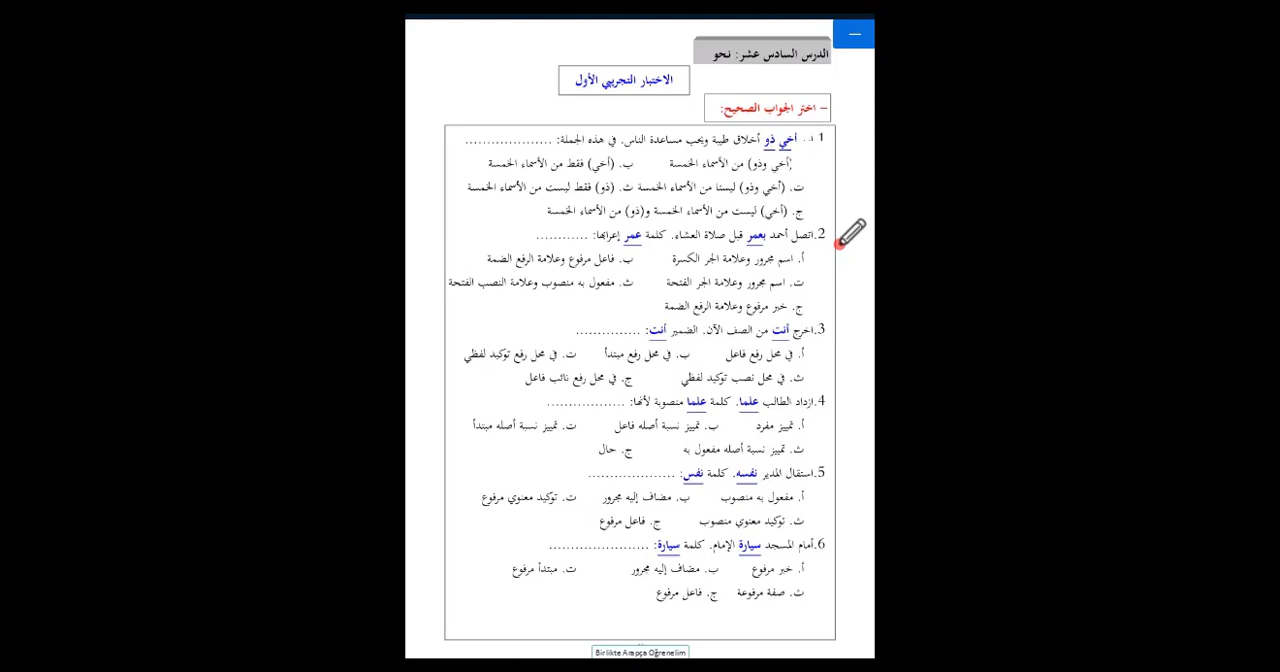 الدرس السادس عشر: نحو
الاختبار التجريبي الأول
– اختر الجواب الصحيح:
1. أخي ذو أخلاق طيبة ويحب مساعدة الناس. في هذه الجملة: ....................
(أخي وذو) من الأسماء الخمسة ب. (أخي) فقط من الأسماء الخمسة
ت. (أخي وذو) ليستا من الأسماء الخمسة ث. (ذو) فقط ليست من الأسماء الخمسة
ج. (أخي) ليست من الأسماء الخمسة و(ذو) من الأسماء الخمسة
2. اتصل أحمد بعمر قبل صلاة العشاء. كلمة عمر إعرابها: ............
أ. اسم مجرور وعلامة الجر الكسرة ب. فاعل مرفوع وعلامة الرفع الضمة
ت. اسم مجرور وعلامة الجر الفتحة ث. مفعول به منصوب وعلامة النصب الفتحة
ج. خبر مرفوع وعلامة الرفع الضمة
3. اخرج أنت من الصف الآن. الضمير أنت: ...............
أ. في محل رفع فاعل ب. في محل رفع مبتدأ ت. في محل رفع توكيد لفظي
ث. في محل نصب توكيد لفظي ج. في محل رفع نائب فاعل
4. ازداد الطالب علما. كلمة علما منصوبة لأنها: ..................
أ. تمييز مفرد ب. تمييز نسبة أصله فاعل ت. تمييز نسبة أصله مبتدأ
ث. تمييز نسبة أصله مفعول به ج. حال
5. استقال المدير نفسه. كلمة نفس: ....................
أ. مفعول به منصوب ب. مضاف إليه مجرور ت. توكيد معنوي مرفوع
ث. توكيد معنوي منصوب ج. فاعل مرفوع
6. أمام المسجد سيارة الإمام. كلمة سيارة: .......................
أ. خبر مرفوع ب. مضاف إليه مجرور ت. مبتدأ مرفوع
ث. صفة مرفوعة ج. فاعل مرفوع
Birlikte Arapça Öğrenelim